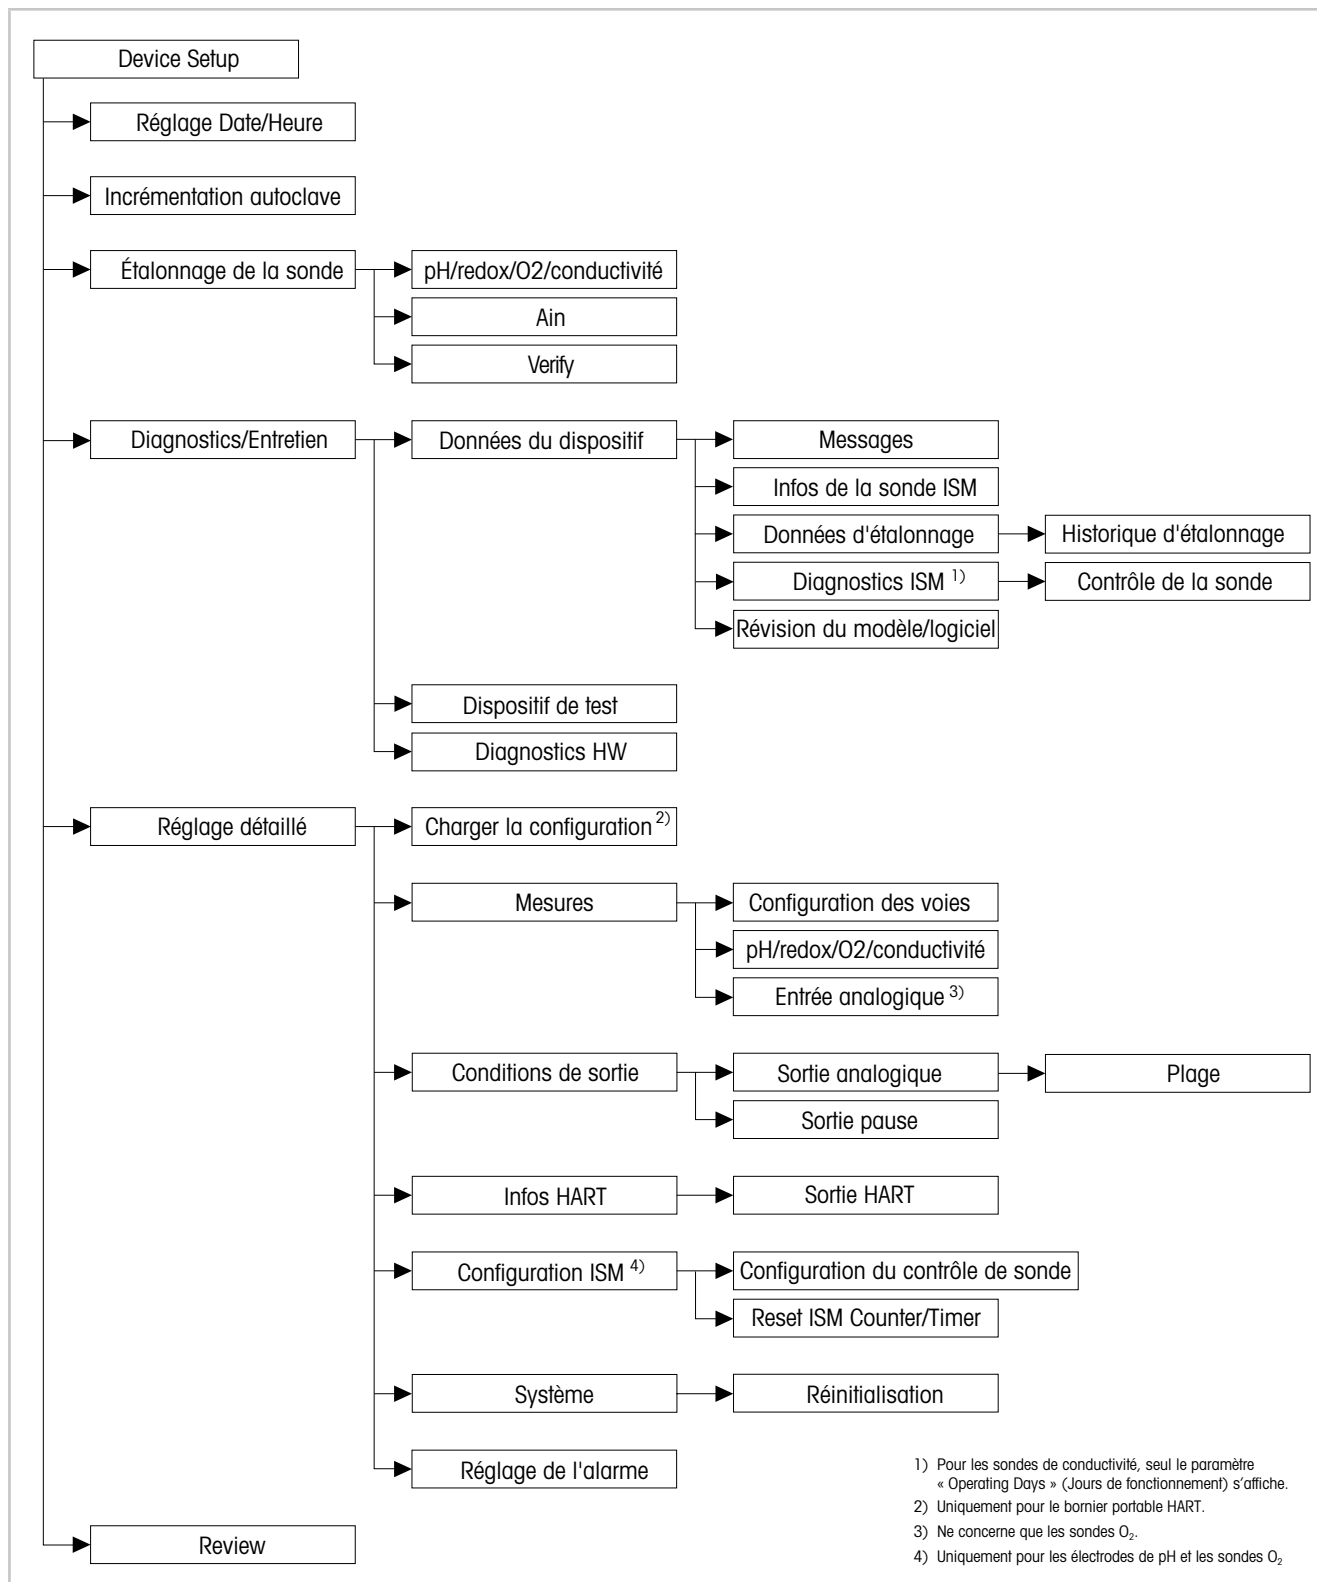 Device Setup
Réglage Date/Heure
Incrémentation autoclave
Étalonnage de la sonde
pH/redox/O2/conductivité
Ain
Verify
Diagnostics/Entretien
Données du dispositif
Messages
Infos de la sonde ISM
Données d'étalonnage
Historique d'étalonnage
Diagnostics ISM 1)
Contrôle de la sonde
Révision du modèle/logiciel
Dispositif de test
Diagnostics HW
Réglage détaillé
Charger la configuration 2)
Mesures
Configuration des voies
pH/redox/O2/conductivité
Entrée analogique 3)
Conditions de sortie
Sortie analogique
Plage
Sortie pause
Infos HART
Sortie HART
Configuration ISM 4)
Configuration du contrôle de sonde
Reset ISM Counter/Timer
Système
Réinitialisation
Réglage de l'alarme
Review
1) Pour les sondes de conductivité, seul le paramètre
« Operating Days » (Jours de fonctionnement) s’affiche.
2) Uniquement pour le bornier portable HART.
3) Ne concerne que les sondes O₂.
4) Uniquement pour les électrodes de pH et les sondes O₂